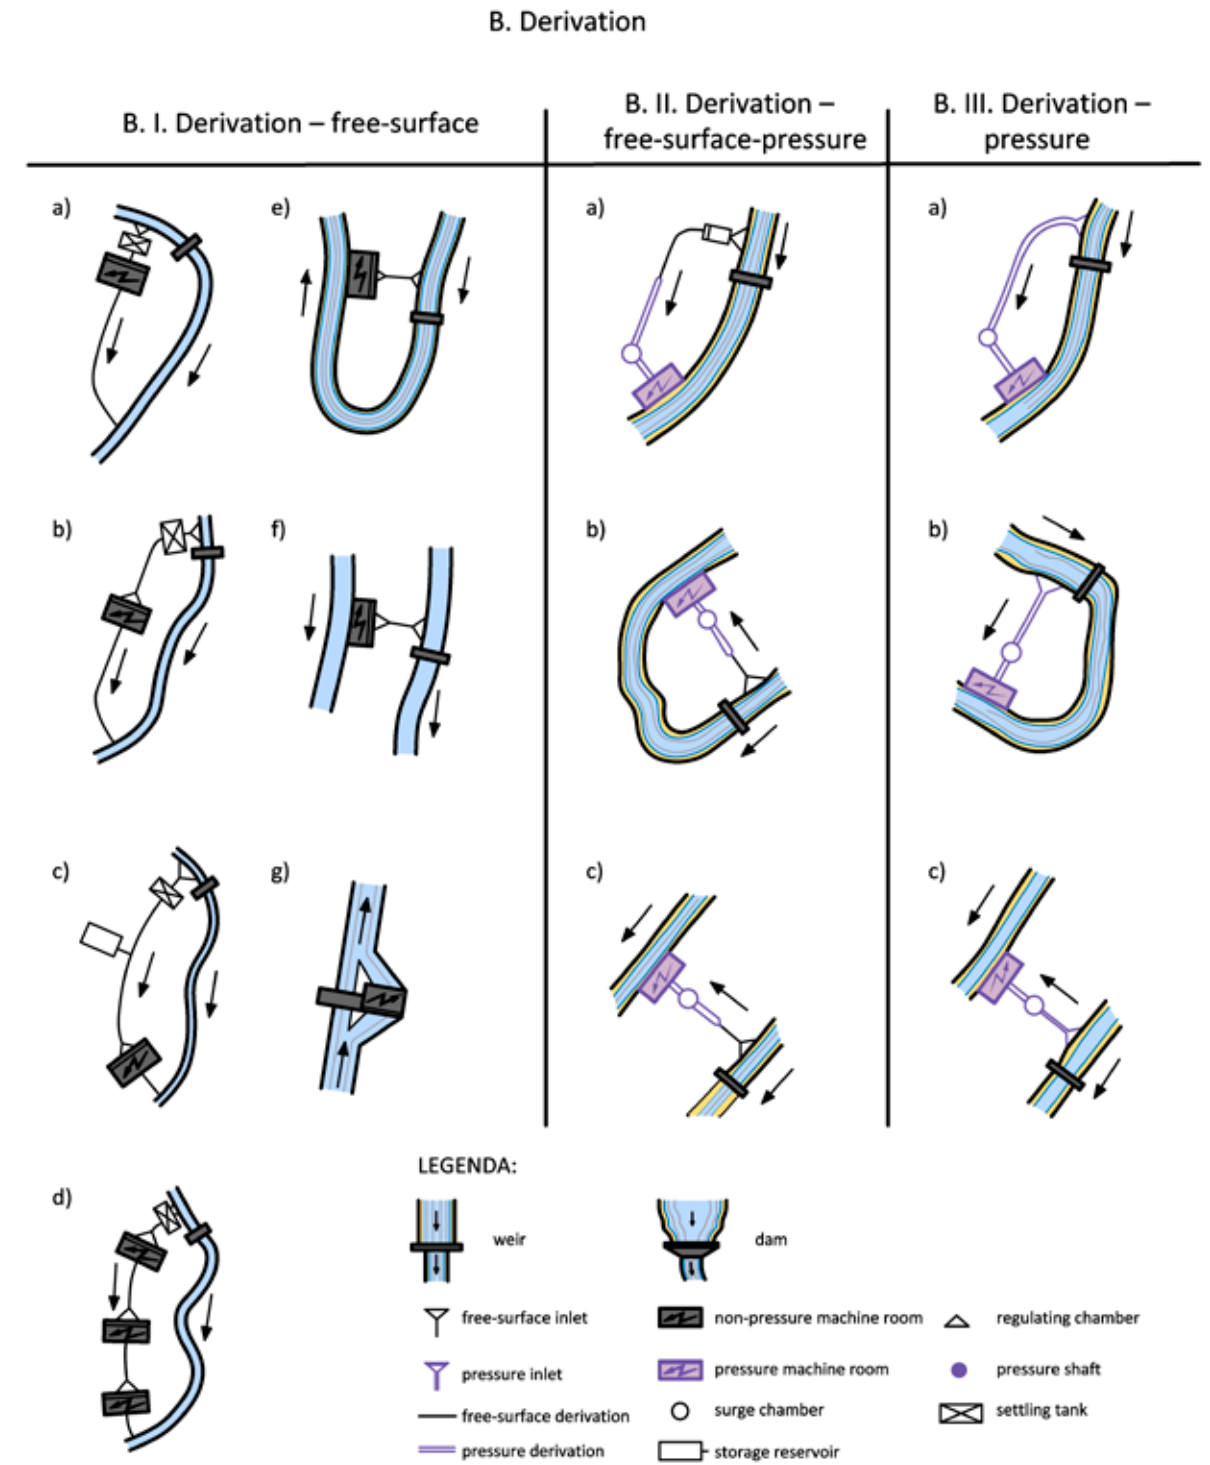 B. Derivation
B. I. Derivation – free-surface
B. II. Derivation –
free-surface-pressure
B. III. Derivation –
pressure
a)
e)
a)
a)
b)
f)
b)
b)
c)
g)
c)
c)
d)
LEGENDA:
weir
dam
free-surface inlet
non-pressure machine room
regulating chamber
pressure inlet
pressure machine room
pressure shaft
free-surface derivation
surge chamber
settling tank
pressure derivation
storage reservoir